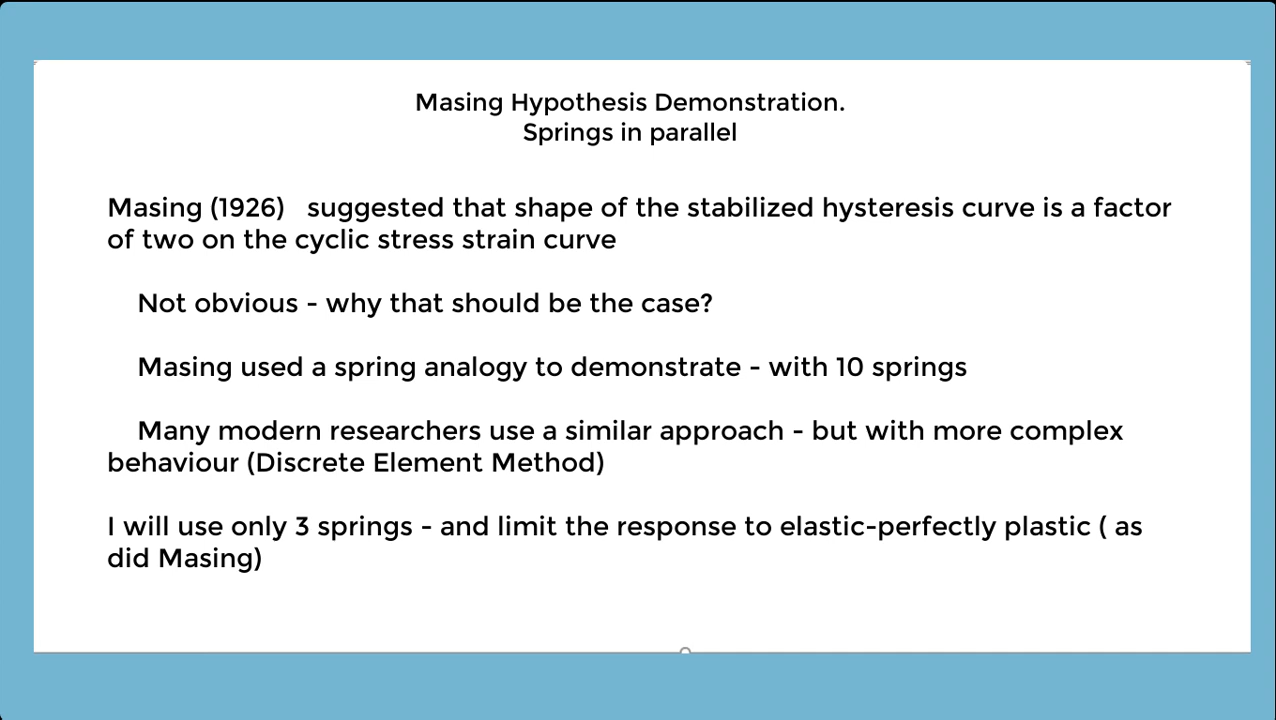 Masing Hypothesis Demonstration.
Springs in parallel
Masing (1926)   suggested that shape of the stabilized hysteresis curve is a factor
of two on the cyclic stress strain curve
Not obvious - why that should be the case?
Masing used a spring analogy to demonstrate - with 10 springs
Many modern researchers use a similar approach - but with more complex
behaviour (Discrete Element Method)
I will use only 3 springs - and limit the response to elastic-perfectly plastic ( as
did Masing)